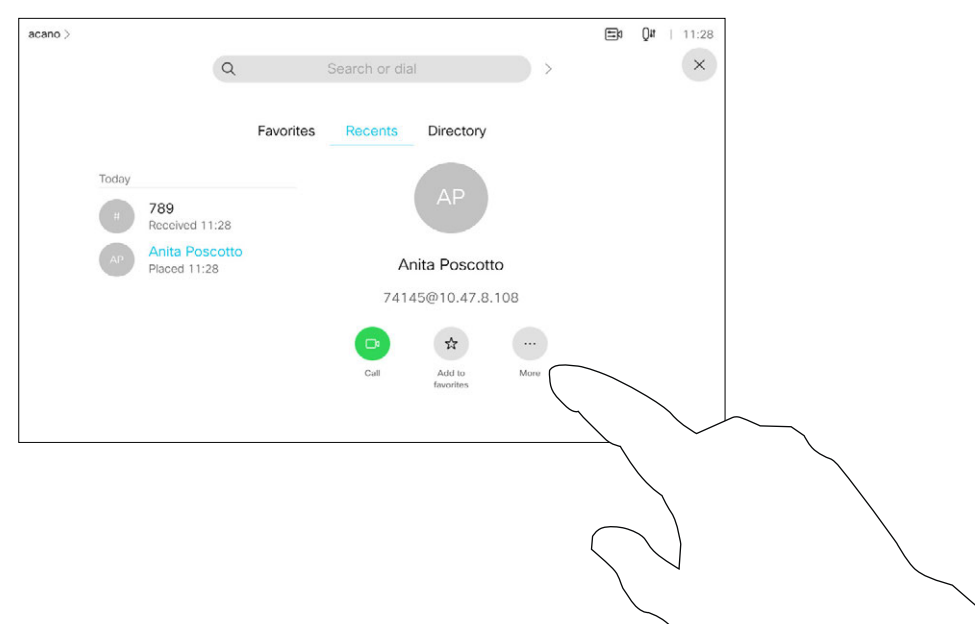 acano >
11:28
Search or dial
Favorites Recents Directory
Today
#
789
Received 11:28
AP
Anita Poscotto
Placed 11:28
AP
Anita Poscotto
74145@10.47.8.108
Call
Add to
favorites
More